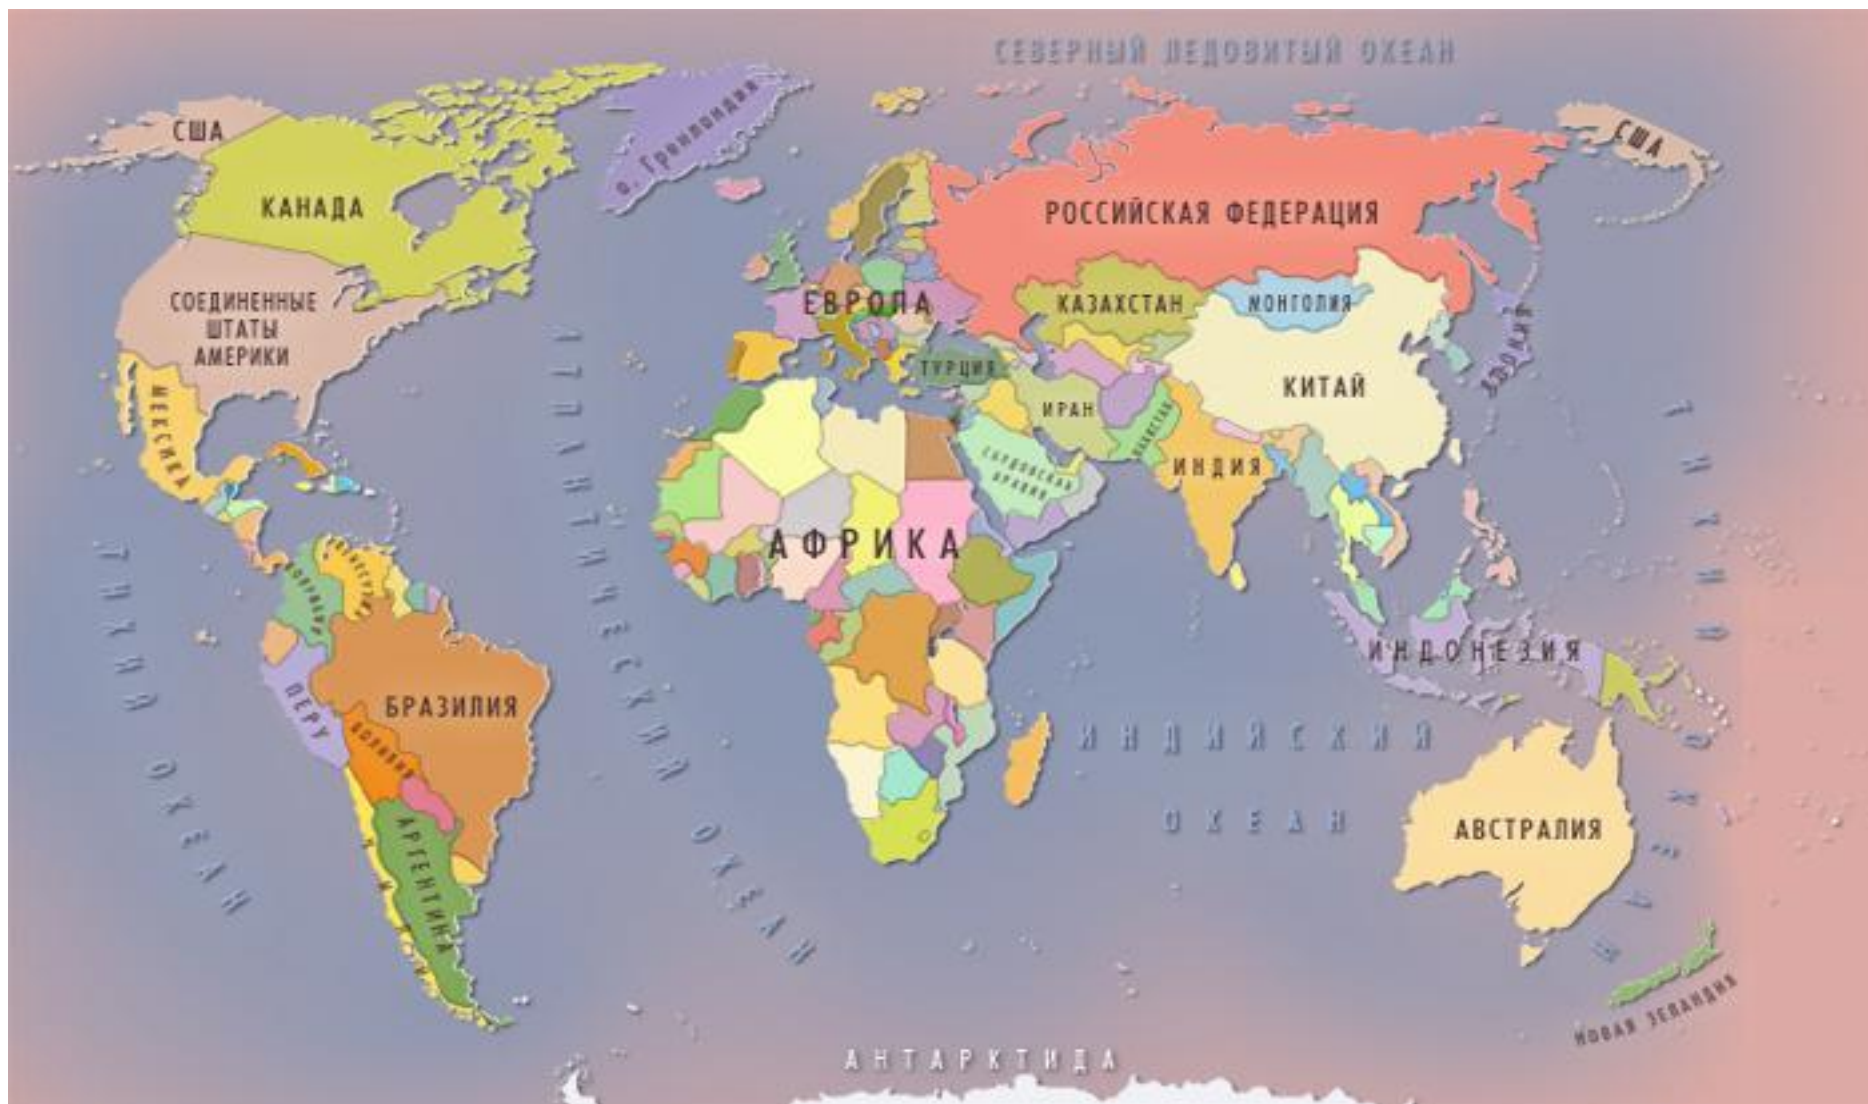 СЕВЕРНЫЙ ЛЕДОВИТЫЙ ОКЕАН
США
о. Гренландия
США
КАНАДА
РОССИЙСКАЯ ФЕДЕРАЦИЯ
СОЕДИНЕННЫЕ
ШТАТЫ
АМЕРИКИ
ЕВРОПА
КАЗАХСТАН
МОНГОЛИЯ
ЯПОНИЯ
ТУРЦИЯ
КИТАЙ
МЕКСИКА
ИРАН
ПАКИСТАН
САУДОВСКАЯ
АРАВИЯ
ИНДИЯ
АТЛАНТИЧЕСКИЙ ОКЕАН
ТИХИЙ ОКЕАН
АФРИКА
ВЕНЕСУЭЛА
КОЛУМБИЯ
ТИХИЙ ОКЕАН
ИНДОНЕЗИЯ
ПЕРУ
БРАЗИЛИЯ
БОЛИВИЯ
ИНДИЙСКИЙ
ОКЕАН
АРГЕНТИНА
ЧИЛИ
АВСТРАЛИЯ
НОВАЯ ЗЕЛАНДИЯ
АНТАРКТИДА